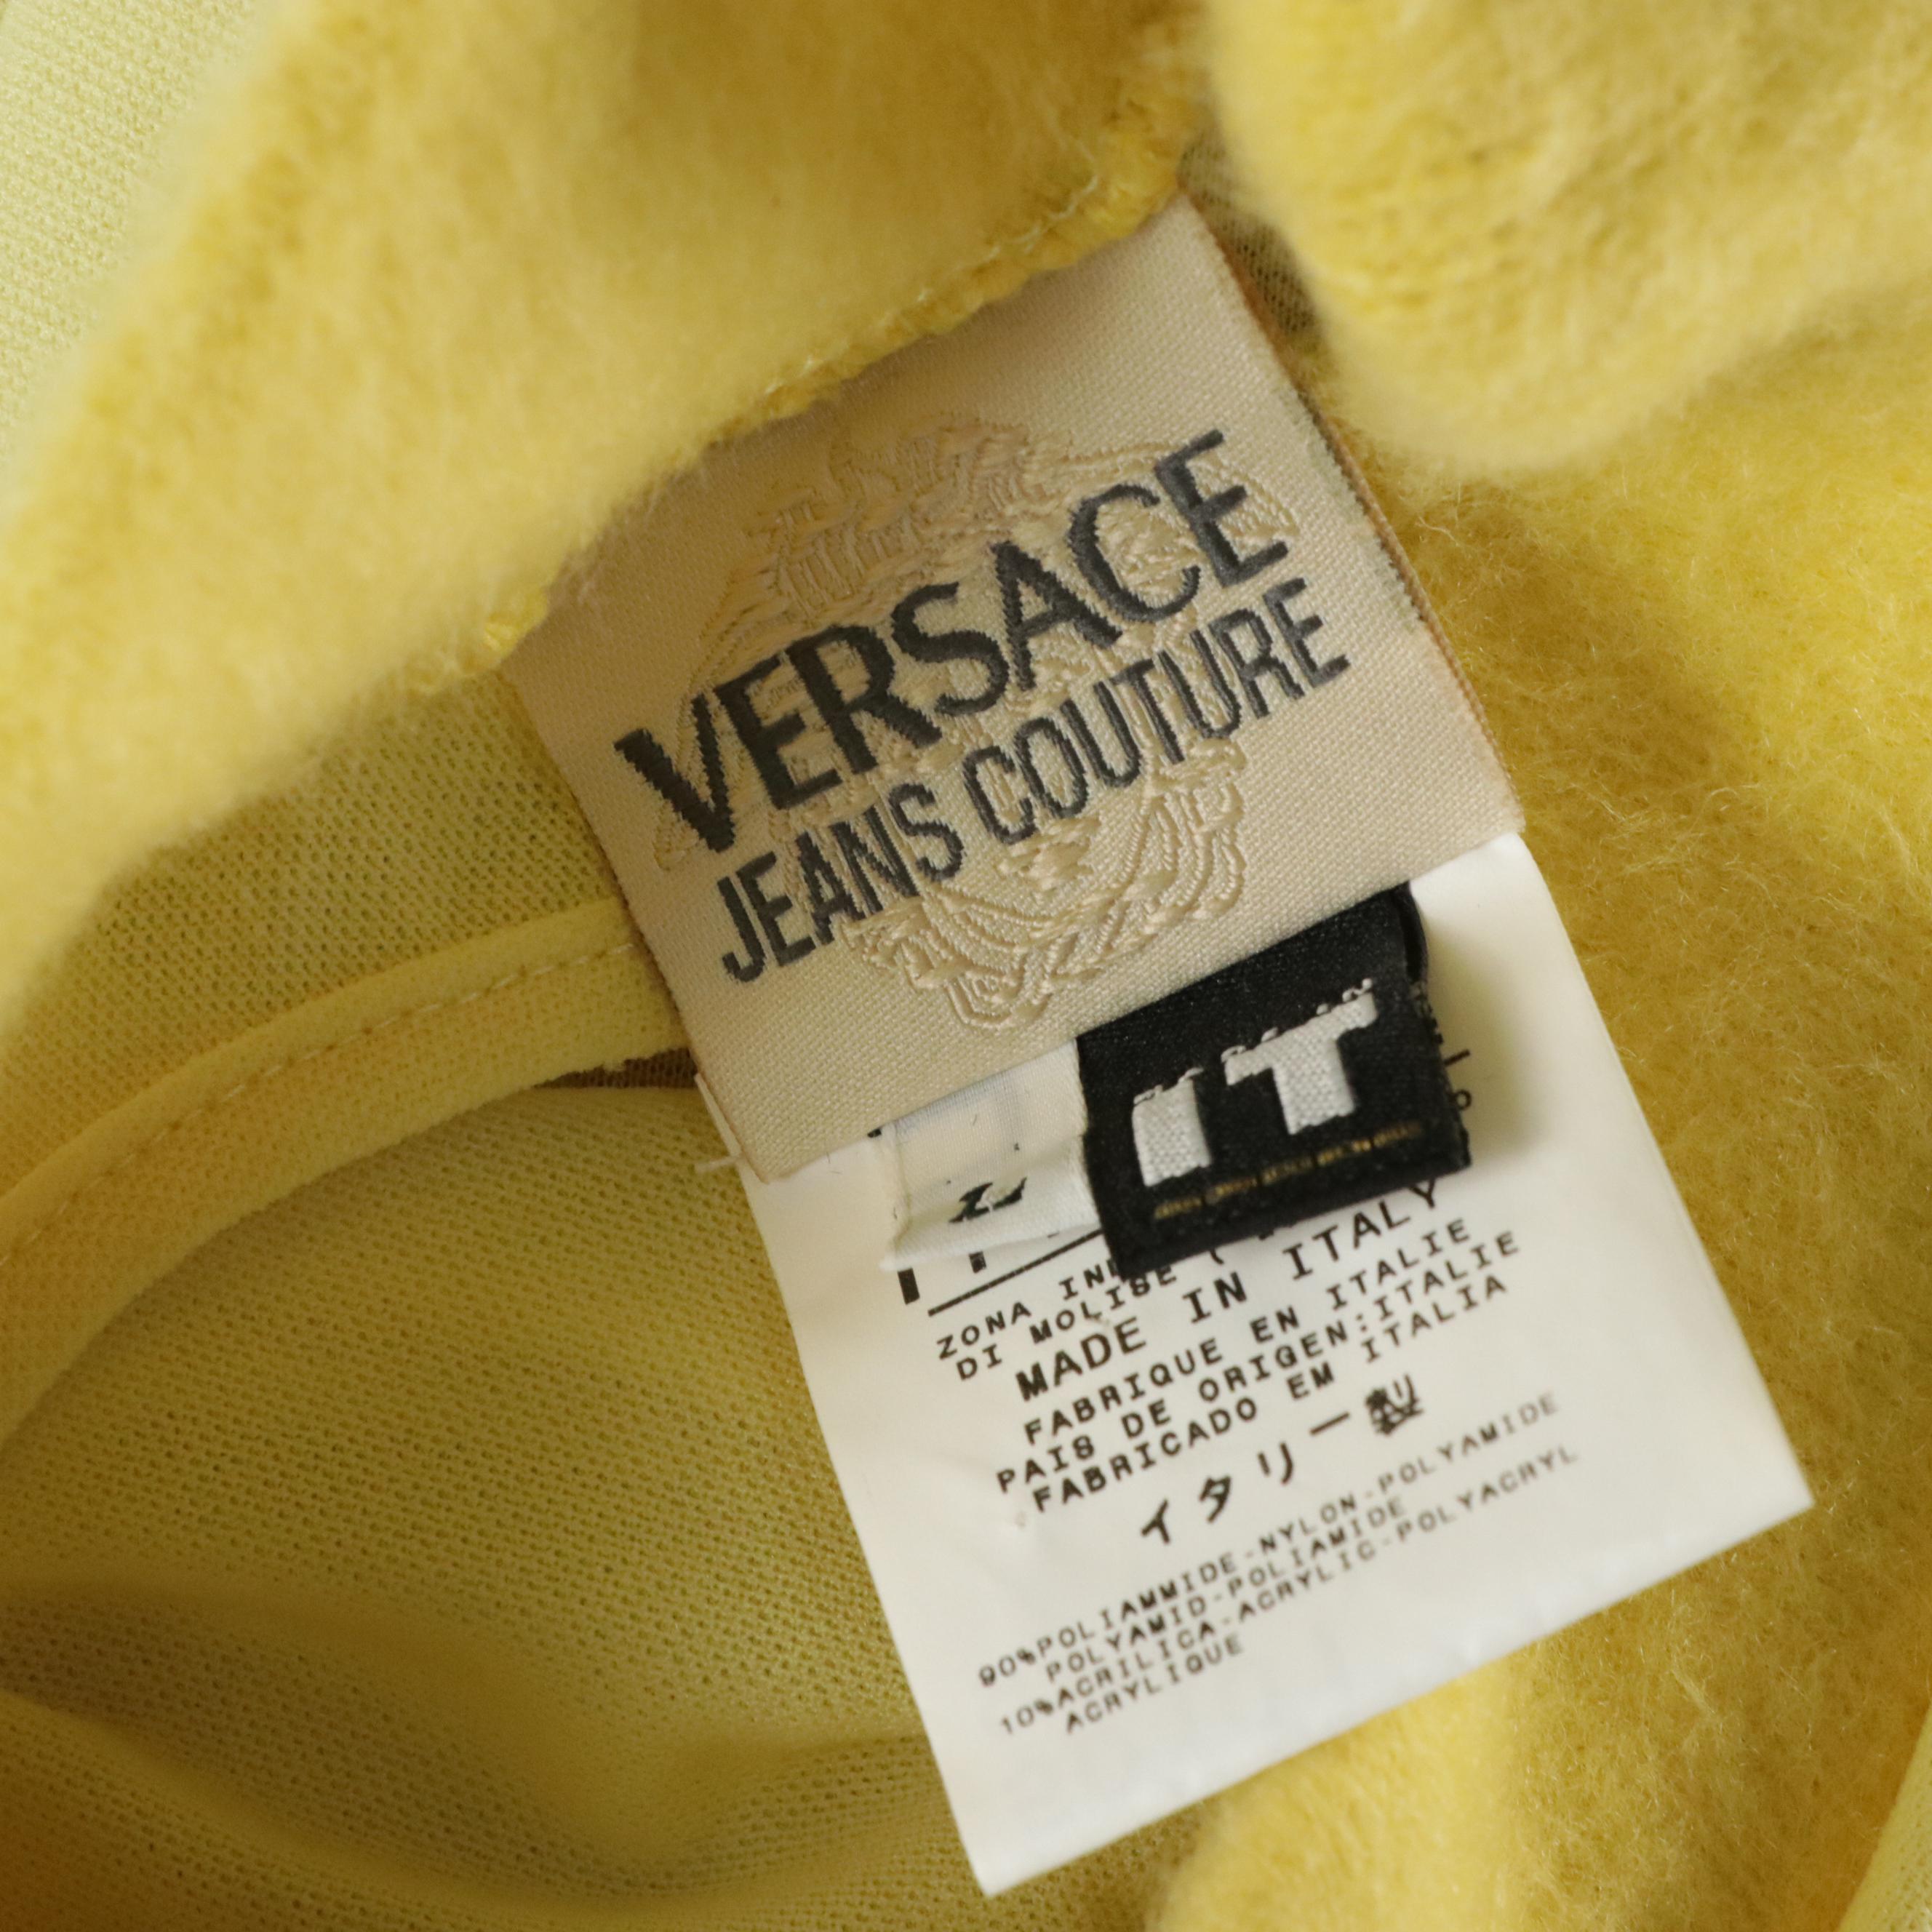 VERSACE
JEANS COUTURE
IT
ZONA
DI MOLISE
MADE IN ITALY
FABRIQUE EN ITALIE
PAIS DE ORIGEN:ITALIE
FABRICADO EM ITALIA
イタリー製
90%POLIAMMIDE-NYLON-POLYAMIDE
POLYAMID-POLIAMIDE
10%ACRILICA-ACRYLIC-POLYACRYL
ACRYLIQUE